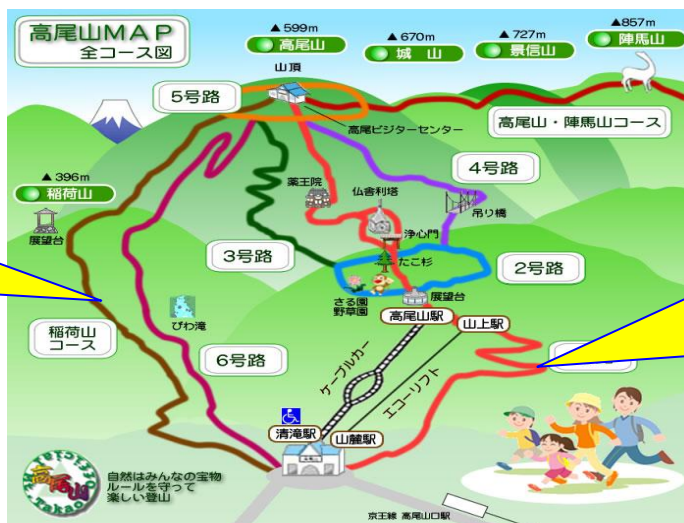 高尾山MAP
全コース図
▲599m
高尾山
▲670m
城山
▲727m
景信山
▲857m
陣馬山
山頂
5号路
高尾ビジターセンター
高尾山・陣馬山コース
▲396m
稲荷山
展望台
4号路
吊り橋
薬王院
仏舎利塔
浄心門
3号路
たこ杉
2号路
さる園
野草園
展望台
びわ滝
稲荷山
コース
6号路
高尾山駅
山上駅
ケーブルカー
エコーリフト
清滝駅
山麓駅
高尾山
自然はみんなの宝物
ルールを守って
楽しい登山
京王線 高尾山口駅